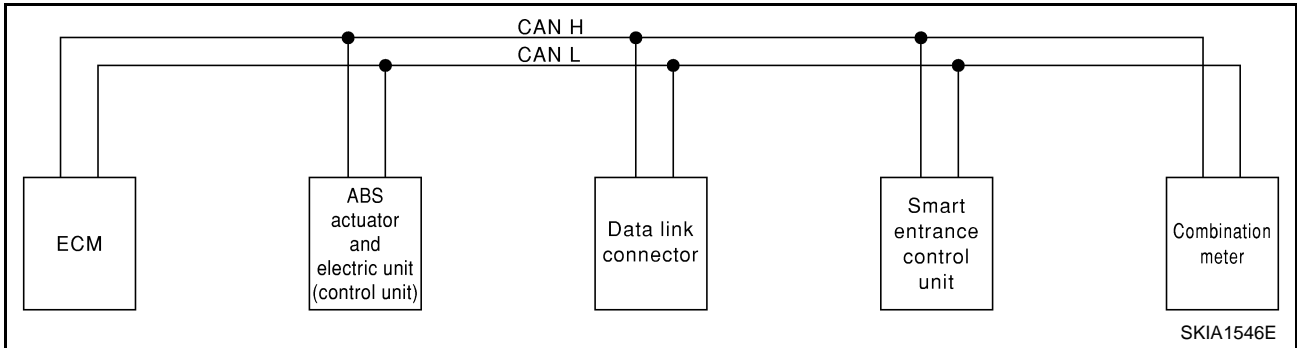 CAN H
CAN L
ECM
ABS
actuator
and
electric unit
(control unit)
Data link
connector
Smart
entrance
control
unit
Combination
meter
SKIA1546E